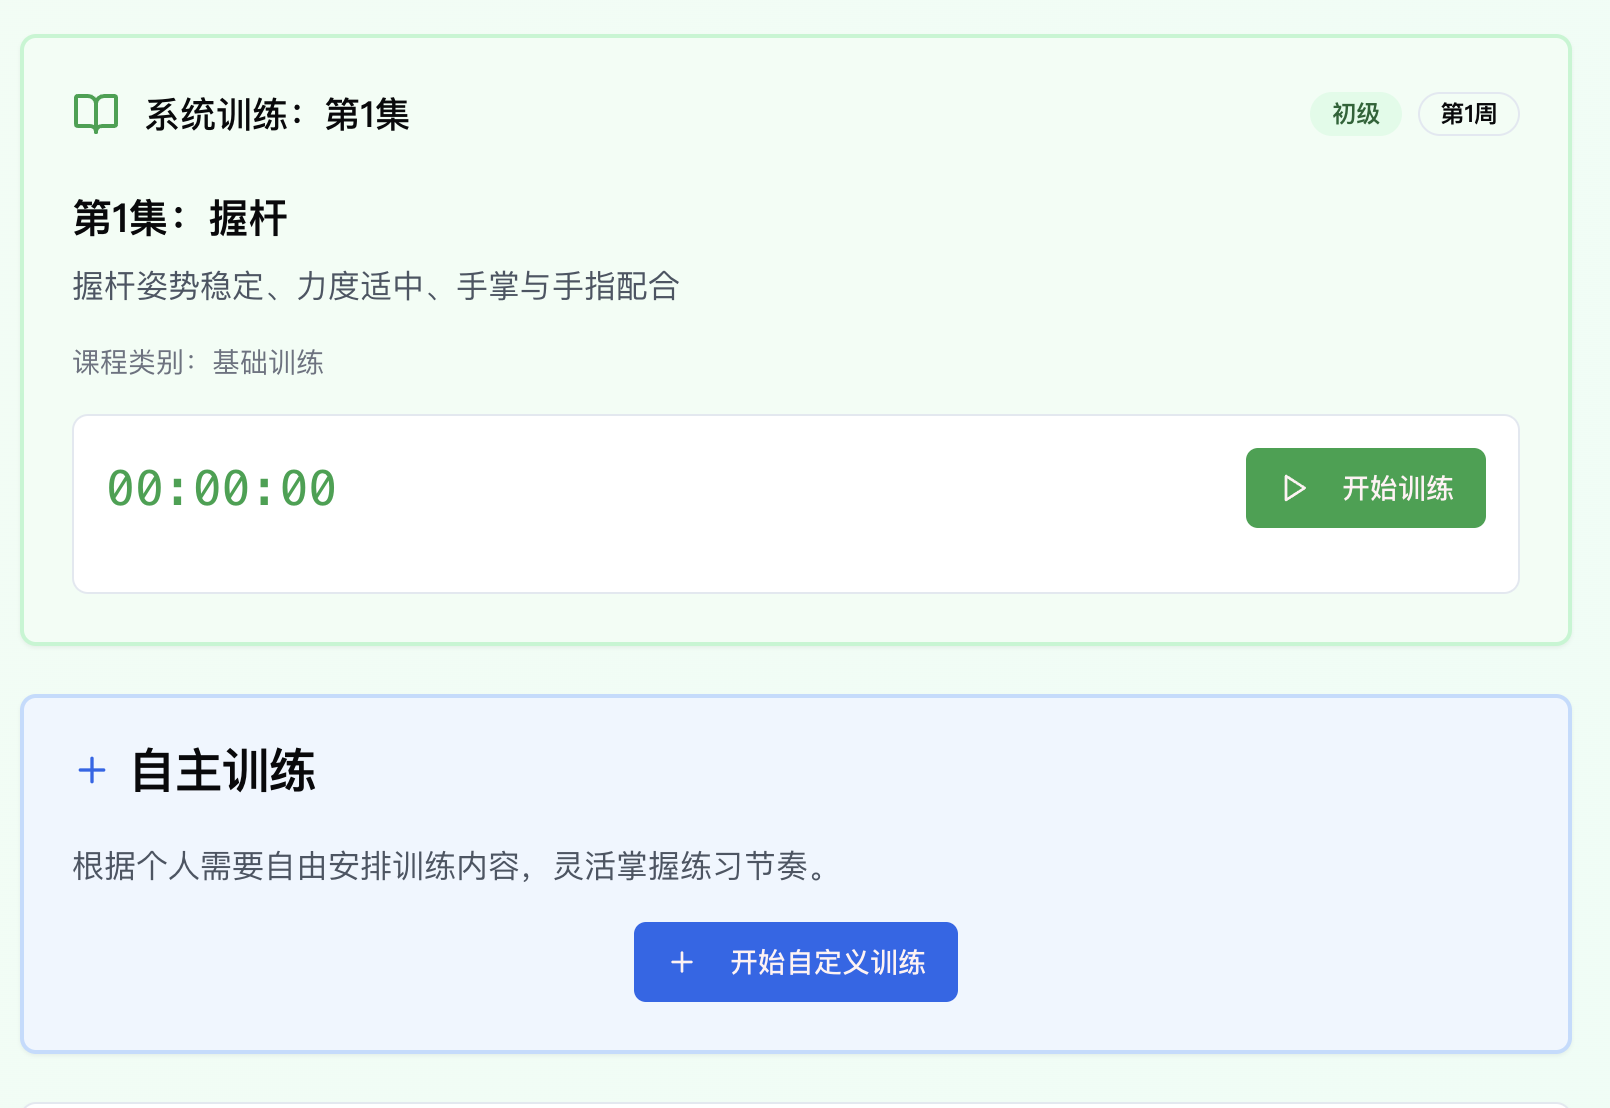 系统训练：第1集
初级
第1周
第1集：握杆
握杆姿势稳定、力度适中、手掌与手指配合
课程类别：基础训练
00:00:00
开始训练
自主训练
根据个人需要自由安排训练内容，灵活掌握练习节奏。
开始自定义训练